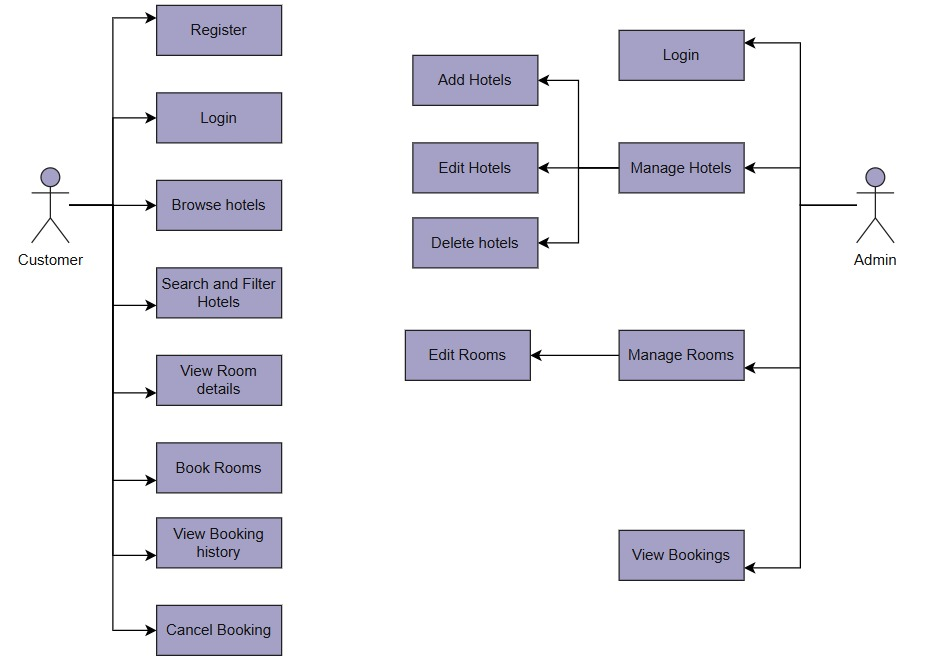 Register
Login
Browse hotels
Search and Filter
Hotels
View Room
details
Book Rooms
View Booking
history
Cancel Booking
Customer
Add Hotels
Edit Hotels
Delete hotels
Edit Rooms
Login
Manage Hotels
Manage Rooms
View Bookings
Admin